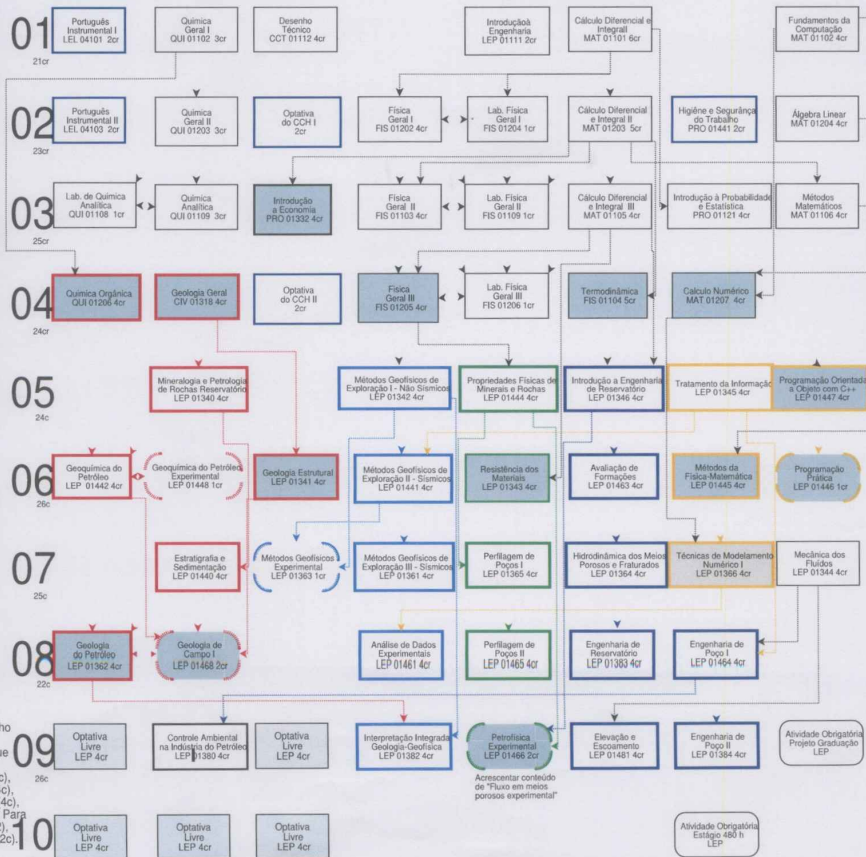 01
21cr
Português
Instrumental I
LEL 04101 2cr
Quimica
Geral I
QUI 01102 3cr
Desenho
Técnico
CCT 01112 4cr
Introduçãoà
Engenharia
LEP 01111 2cr
Cálculo Diferencial e
IntegralI
MAT 01101 6cr
Fundamentos da
Computação
MAT 01102 4cr
02
23cr
Português
Instrumental II
LEL 04103 2cr
Quimica
Geral II
QUI 01203 3cr
Optativa
do CCH I
2cr
Física
Geral I
FIS 01202 4cr
Lab. Física
Geral I
FIS 01204 1cr
Cálculo Diferencial
e Integral II
MAT 01203 5cr
Higiêne e Segurânça
do Trabalho
PRO 01441 2cr
Álgebra Linear
MAT 01204 4cr
03
25cr
Lab. de Quimica
Analítica
QUI 01108 1cr
Quimica
Analítica
QUI 01109 3cr
Introdução
a Economia
PRO 01332 4cr
Física
Geral II
FIS 01103 4cr
Lab. Física
Geral II
FIS 01109 1cr
Cálculo Diferencial
e Integral III
MAT 01105 4cr
Introdução à Probabilidade
e Estatística
PRO 01121 4cr
Métodos
Matemáticos
MAT 01106 4cr
04
24cr
Quimica Orgânica
QUI 01206 4cr
Geologia Geral
CIV 01318 4cr
Optativa
do CCH II
2cr
Física
Geral III
FIS 01205 4cr
Lab. Física
Geral III
FIS 01206 1cr
Termodinâmica
FIS 01104 5cr
Calculo Numérico
MAT 01207 4cr
05
24c
Mineralogia e Petrologia
de Rochas Reservatório
LEP 01340 4cr
Métodos Geofísicos de
Exploração I - Não Sísmicos
LEP 01342 4cr
Propriedades Físicas de
Minerais e Rochas
LEP 01444 4cr
Introdução a Engenharia
de Reservatório
LEP 01346 4cr
Tratamento da Informação
LEP 01345 4cr
Programação Orientada
a Objeto com C++
LEP 01447 4cr
06
26c
Geoquímica do
Petróleo
LEP 01442 4cr
Geoquimica do Petróleo
Experimental
LEP 01448 1cr
Geologia Estrutural
LEP 01341 4cr
Métodos Geofísicos de
Exploração II - Sísmicos
LEP 01441 4cr
Resistência dos
Materiais
LEP 01343 4cr
Avaliação de
Formações
LEP 01463 4cr
Métodos da
Física-Matemática
LEP 01445 4cr
Programação
Prática
LEP 01446 1cr
07
25c
Estratigrafia e
Sedimentação
LEP 01440 4cr
Métodos Geofísicos
Experimental
LEP 01363 1cr
Métodos Geofísicos de
Exploração III - Sísmicos
LEP 01361 4cr
Perfilagem de
Poços I
LEP 01365 4cr
Hidrodinâmica dos Meios
Porosos e Fraturados
LEP 01364 4cr
Técnicas de Modelamento
Numérico I
LEP 01366 4cr
Mecânica dos
Fluídos
LEP 01344 4cr
08
22c
Geologia
do Petróleo
LEP 01362 4cr
Geologia de
Campo I
LEP 01468 2cr
Análise de Dados
Experimentais
LEP 01461 4cr
Perfilagem de
Poços II
LEP 01465 4cr
Engenharia de
Reservatório
LEP 01383 4cr
Engenharia de
Poço I
LEP 01464 4cr
09
26c
Optativa
Livre
LEP 4cr
Controle Ambiental
na Indústria do Petróleo
LEP 01380 4cr
Optativa
Livre
LEP 4cr
Interpretação Integrada
Geologia-Geofísica
LEP 01382 4cr
Petrofísica
Experimental
LEP 01466 2cr
Acrescentar conteúdo
de "Fluxo em meios
porosos experimental"
Elevação e
Escoamento
LEP 01481 4cr
Engenharia de
Poço II
LEP 01384 4cr
Atividade Obrigatória
Projeto Graduação
LEP
ho
que
c),
c),
4c).
Para
2c).
10
Optativa
Livre
LEP 4cr
Optativa
Livre
LEP 4cr
Optativa
Livre
LEP 4cr
Atividade Obrigatória
Estágio 480 h
LEP